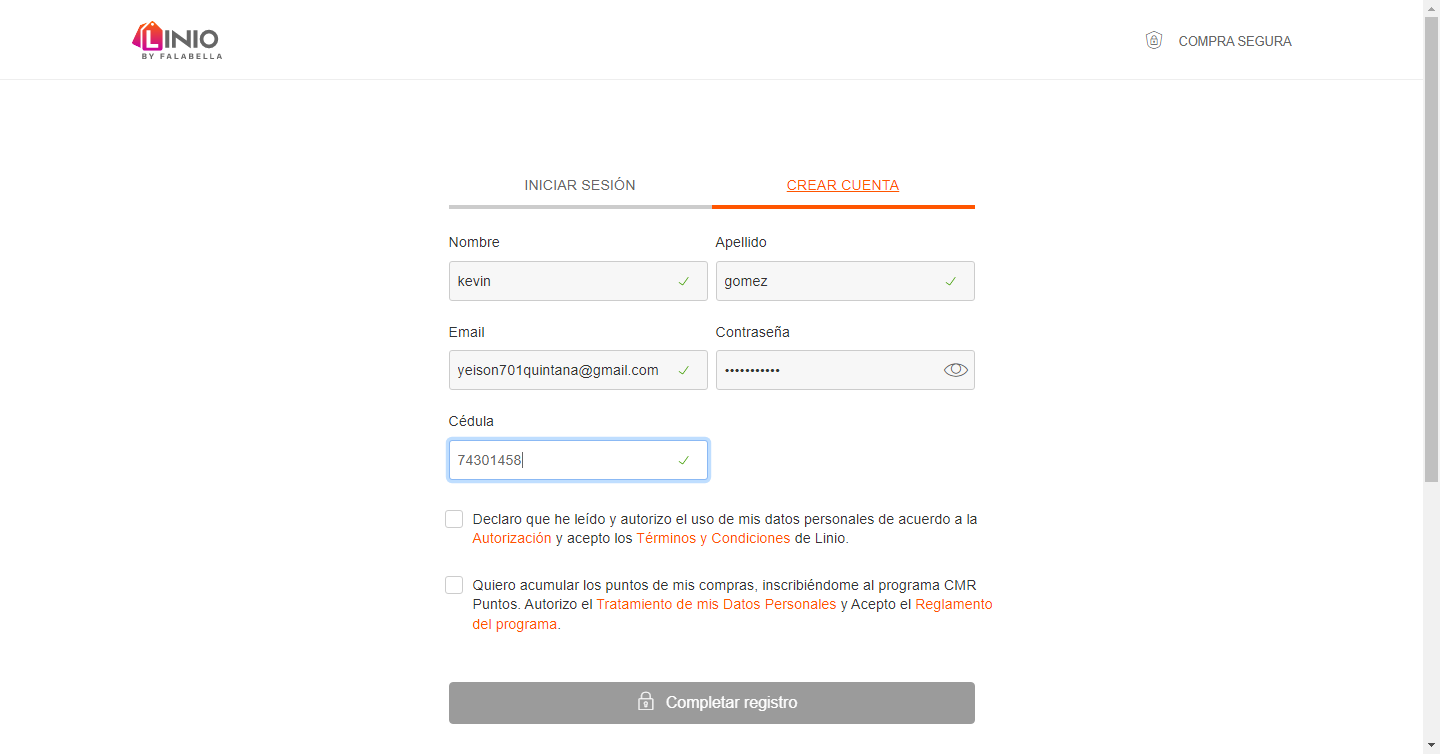 LINIO
BY FALABELLA
COMPRA SEGURA
INICIAR SESIÓN
CREAR CUENTA
Nombre
Apellido
kevin
gomez
Email
Contraseña
yeison701quintana@gmail.com
•••••••••••
Cédula
74301458
Declaro que he leído y autorizo el uso de mis datos personales de acuerdo a la
Autorización y acepto los Términos y Condiciones de Linio.
Quiero acumular los puntos de mis compras, inscribiéndome al programa CMR
Puntos. Autorizo el Tratamiento de mis Datos Personales y Acepto el Reglamento
del programa.
Completar registro